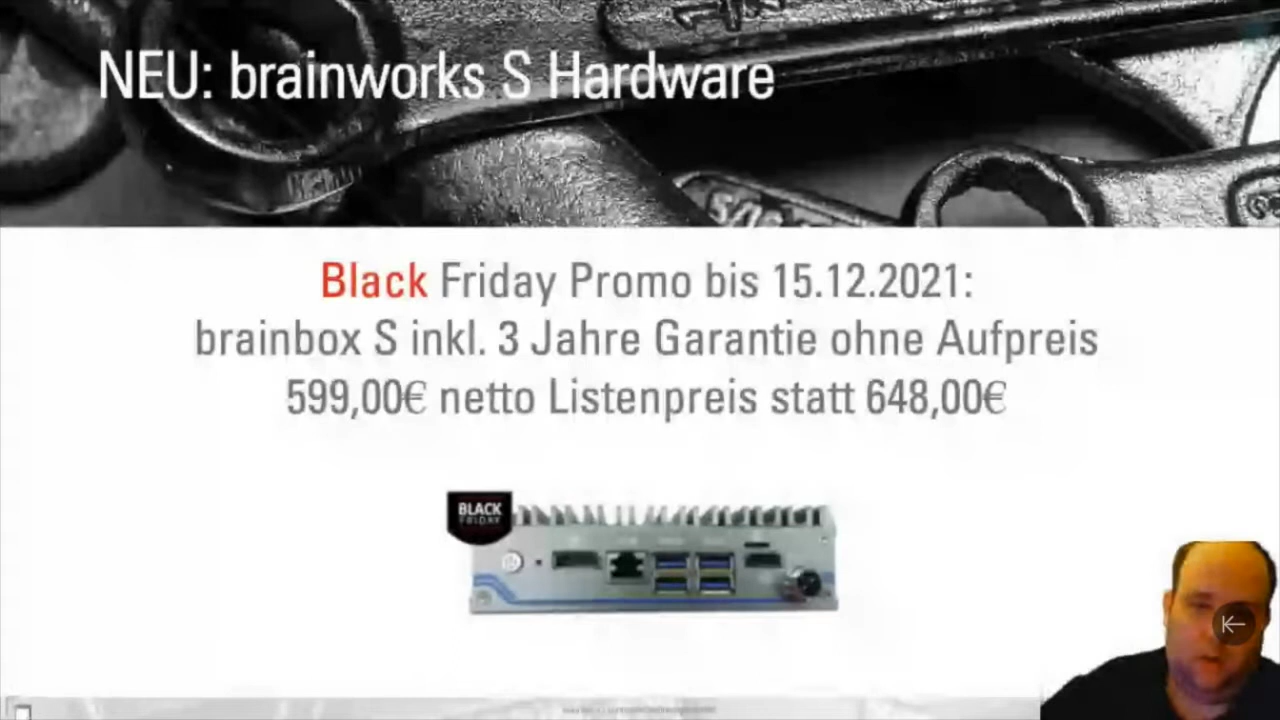 NEU: brainworks S Hardware
Black Friday Promo bis 15.12.2021:
brainbox S inkl. 3 Jahre Garantie ohne Aufpreis
599,00€ netto Listenpreis statt 648,00€
BLACK
FRIDAY